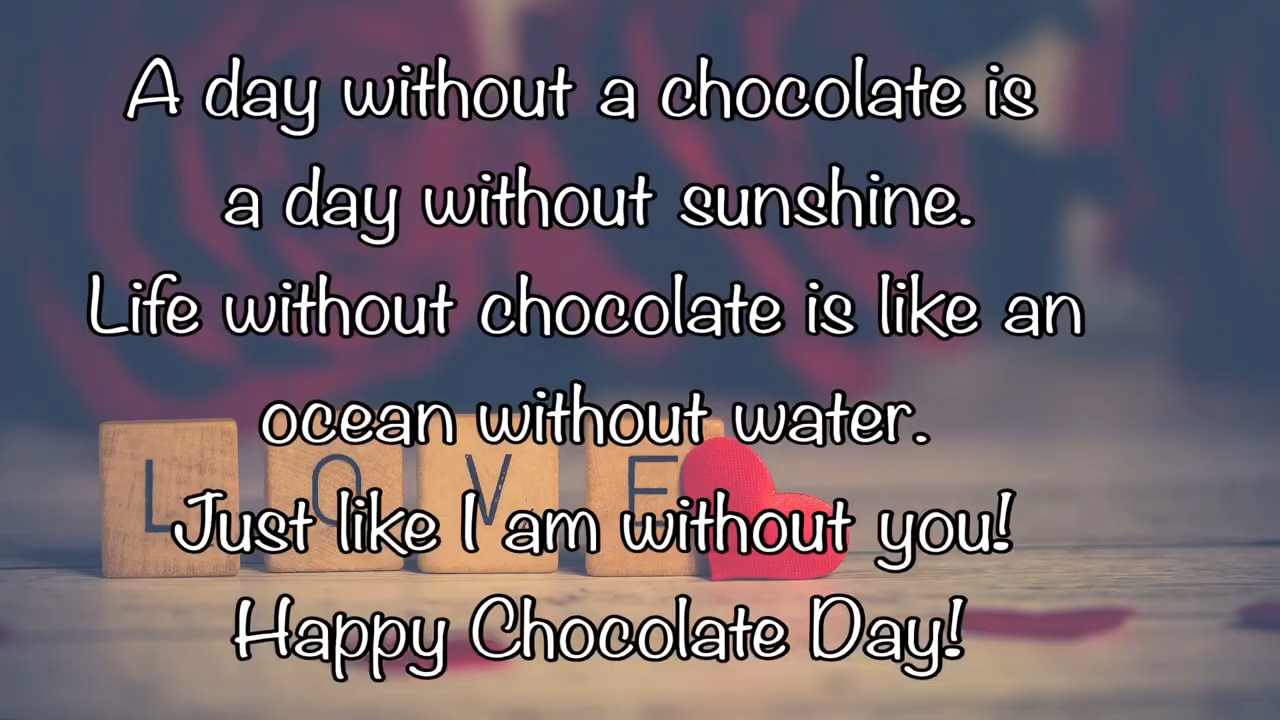 A day without a chocolate is
a day without sunshine.
Life without chocolate is like an
ocean without water.
L O V E
Just like I am without you!
Happy Chocolate Day!